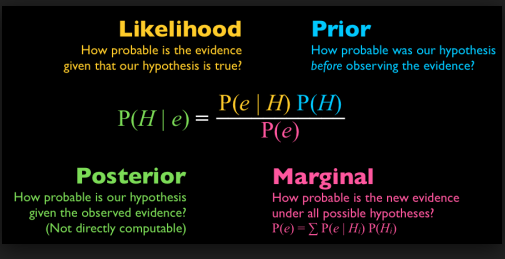 Likelihood
How probable is the evidence
given that our hypothesis is true?
Prior
How probable was our hypothesis
before observing the evidence?
P(H | e) = P(e | H) P(H)
P(e)
Posterior
How probable is our hypothesis
given the observed evidence?
(Not directly computable)
Marginal
How probable is the new evidence
under all possible hypotheses?
P(e) = ∑ P(e | Hᵢ) P(Hᵢ)